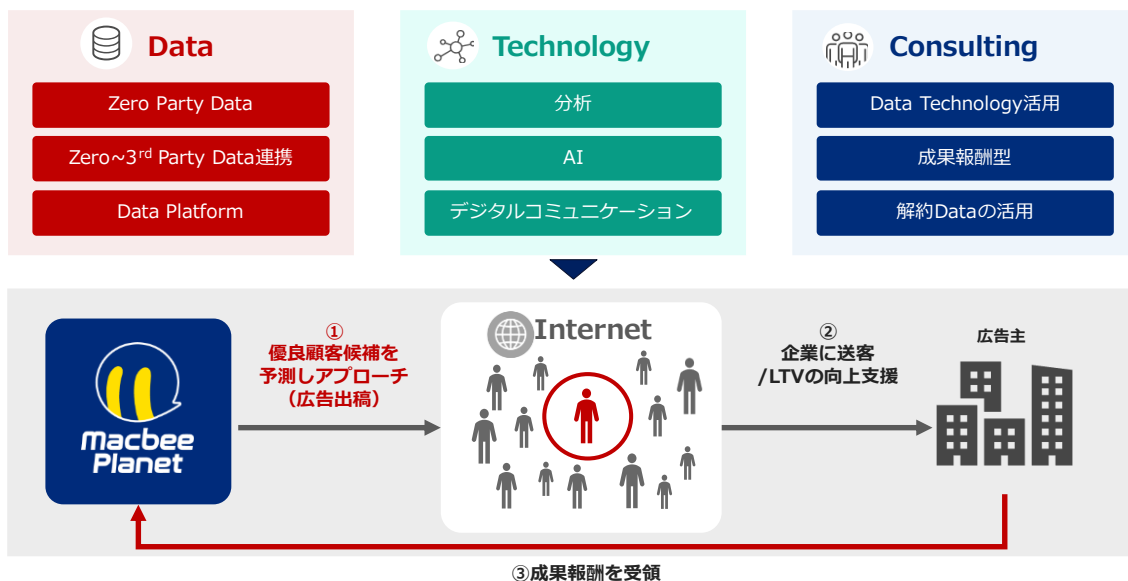 Data
Zero Party Data
Zero~3rd Party Data連携
Data Platform
Technology
分析
AI
デジタルコミュニケーション
Consulting
Data Technology活用
成果報酬型
解約Dataの活用
macbee
Planet
①
優良顧客候補を
予測しアプローチ
（広告出稿）
Internet
②
企業に送客
/LTVの向上支援
広告主
③成果報酬を受領